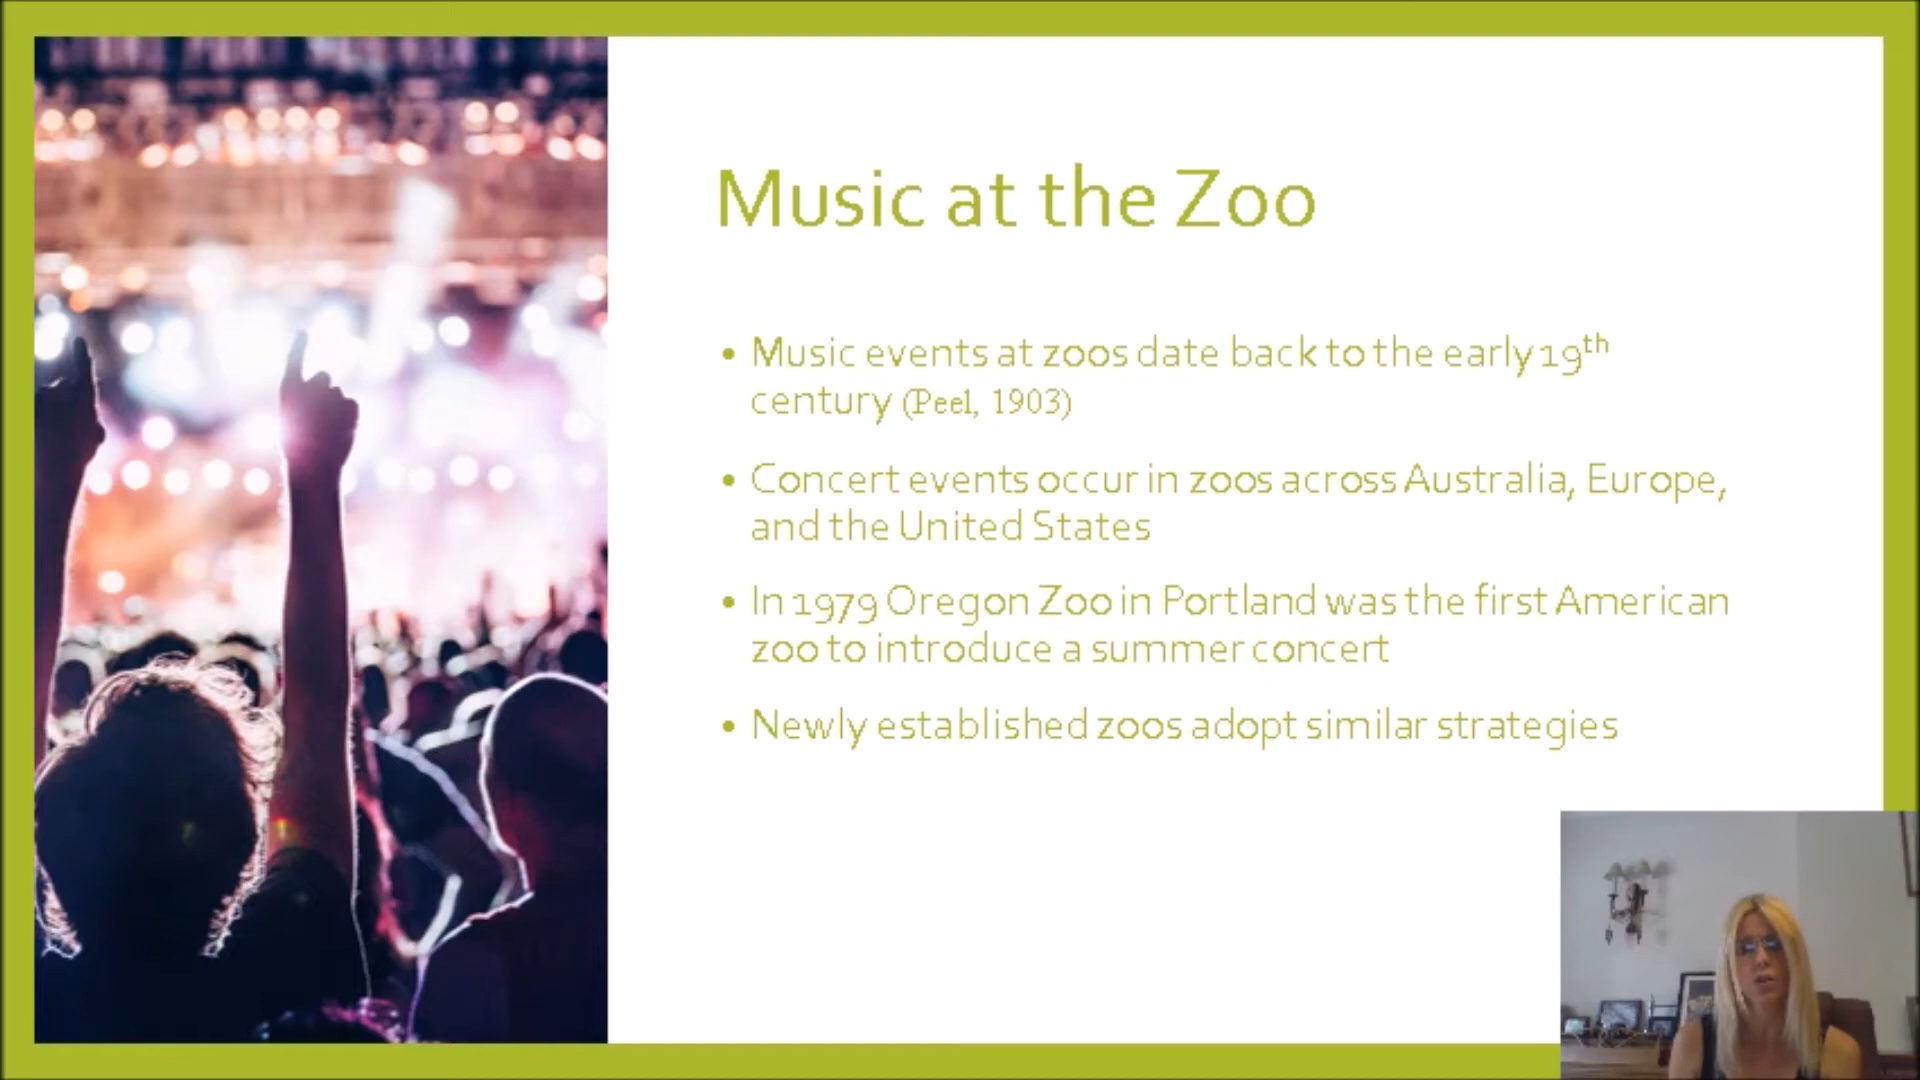 Music at the Zoo
• Music events at zoos date back to the early 19th
century (Peel, 1903)
• Concert events occur in zoos across Australia, Europe,
and the United States
• In 1979 Oregon Zoo in Portland was the first American
zoo to introduce a summer concert
• Newly established zoos adopt similar strategies